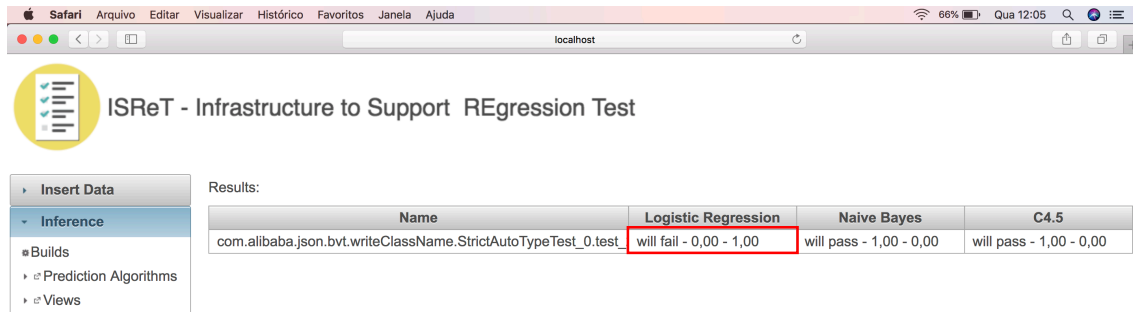 Safari Arquivo Editar Visualizar Histórico Favoritos Janela Ajuda 66% Qua 12:05
localhost
ISReT - Infrastructure to Support REgression Test
Insert Data
Inference
Builds
Prediction Algorithms
Views
Results:
Name Logistic Regression Naive Bayes C4.5
com.alibaba.json.bvt.writeClassName.StrictAutoTypeTest_0.test_ will fail - 0,00 - 1,00 will pass - 1,00 - 0,00 will pass - 1,00 - 0,00